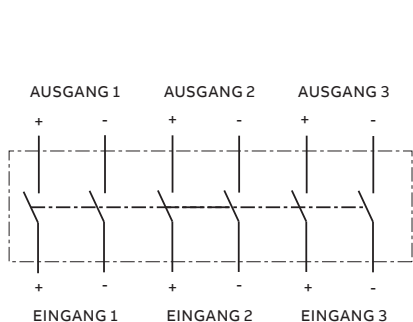 AUSGANG 1 AUSGANG 2 AUSGANG 3
+ - + - + -
+ - + - + -
EINGANG 1 EINGANG 2 EINGANG 3